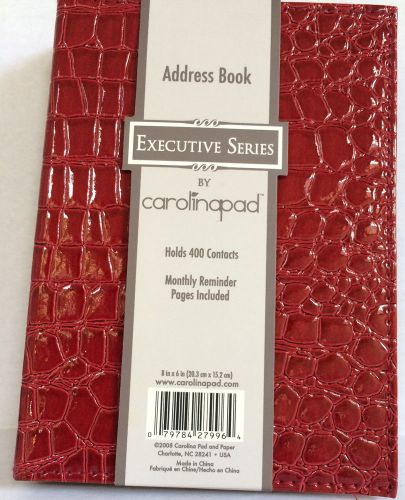 Address Book
EXECUTIVE SERIES
BY
carolinapad™
Holds 400 Contacts
Monthly Reminder
Pages Included
8 in x 6 in (20.3 cm x 15.2 cm)
www.carolinapad.com
0 79784 27996 4
©2008 Carolina Pad and Paper
Charlotte, NC 28241 • USA
Made in China
Fabriqué en Chine/Hecho en China